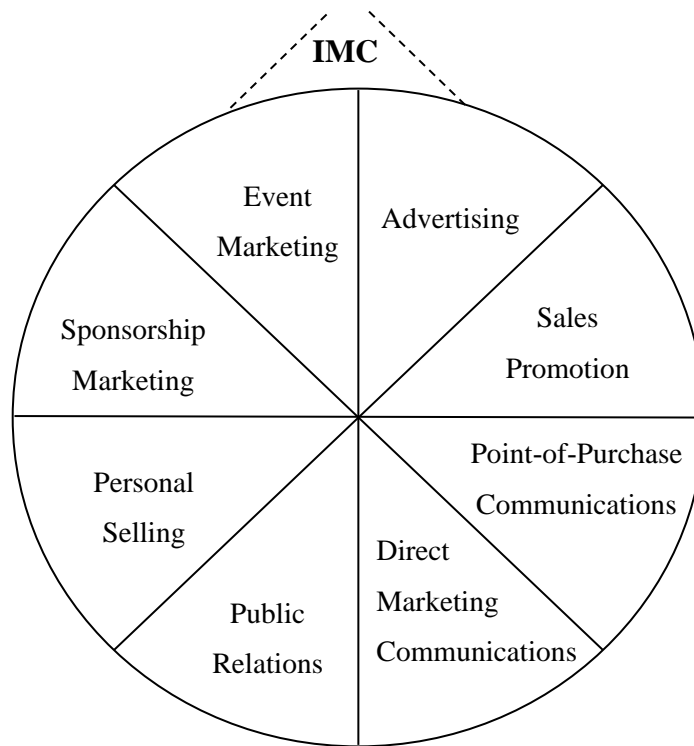 IMC
Event
Marketing
Advertising
Sales
Promotion
Point-of-Purchase
Communications
Direct
Marketing
Communications
Public
Relations
Personal
Selling
Sponsorship
Marketing